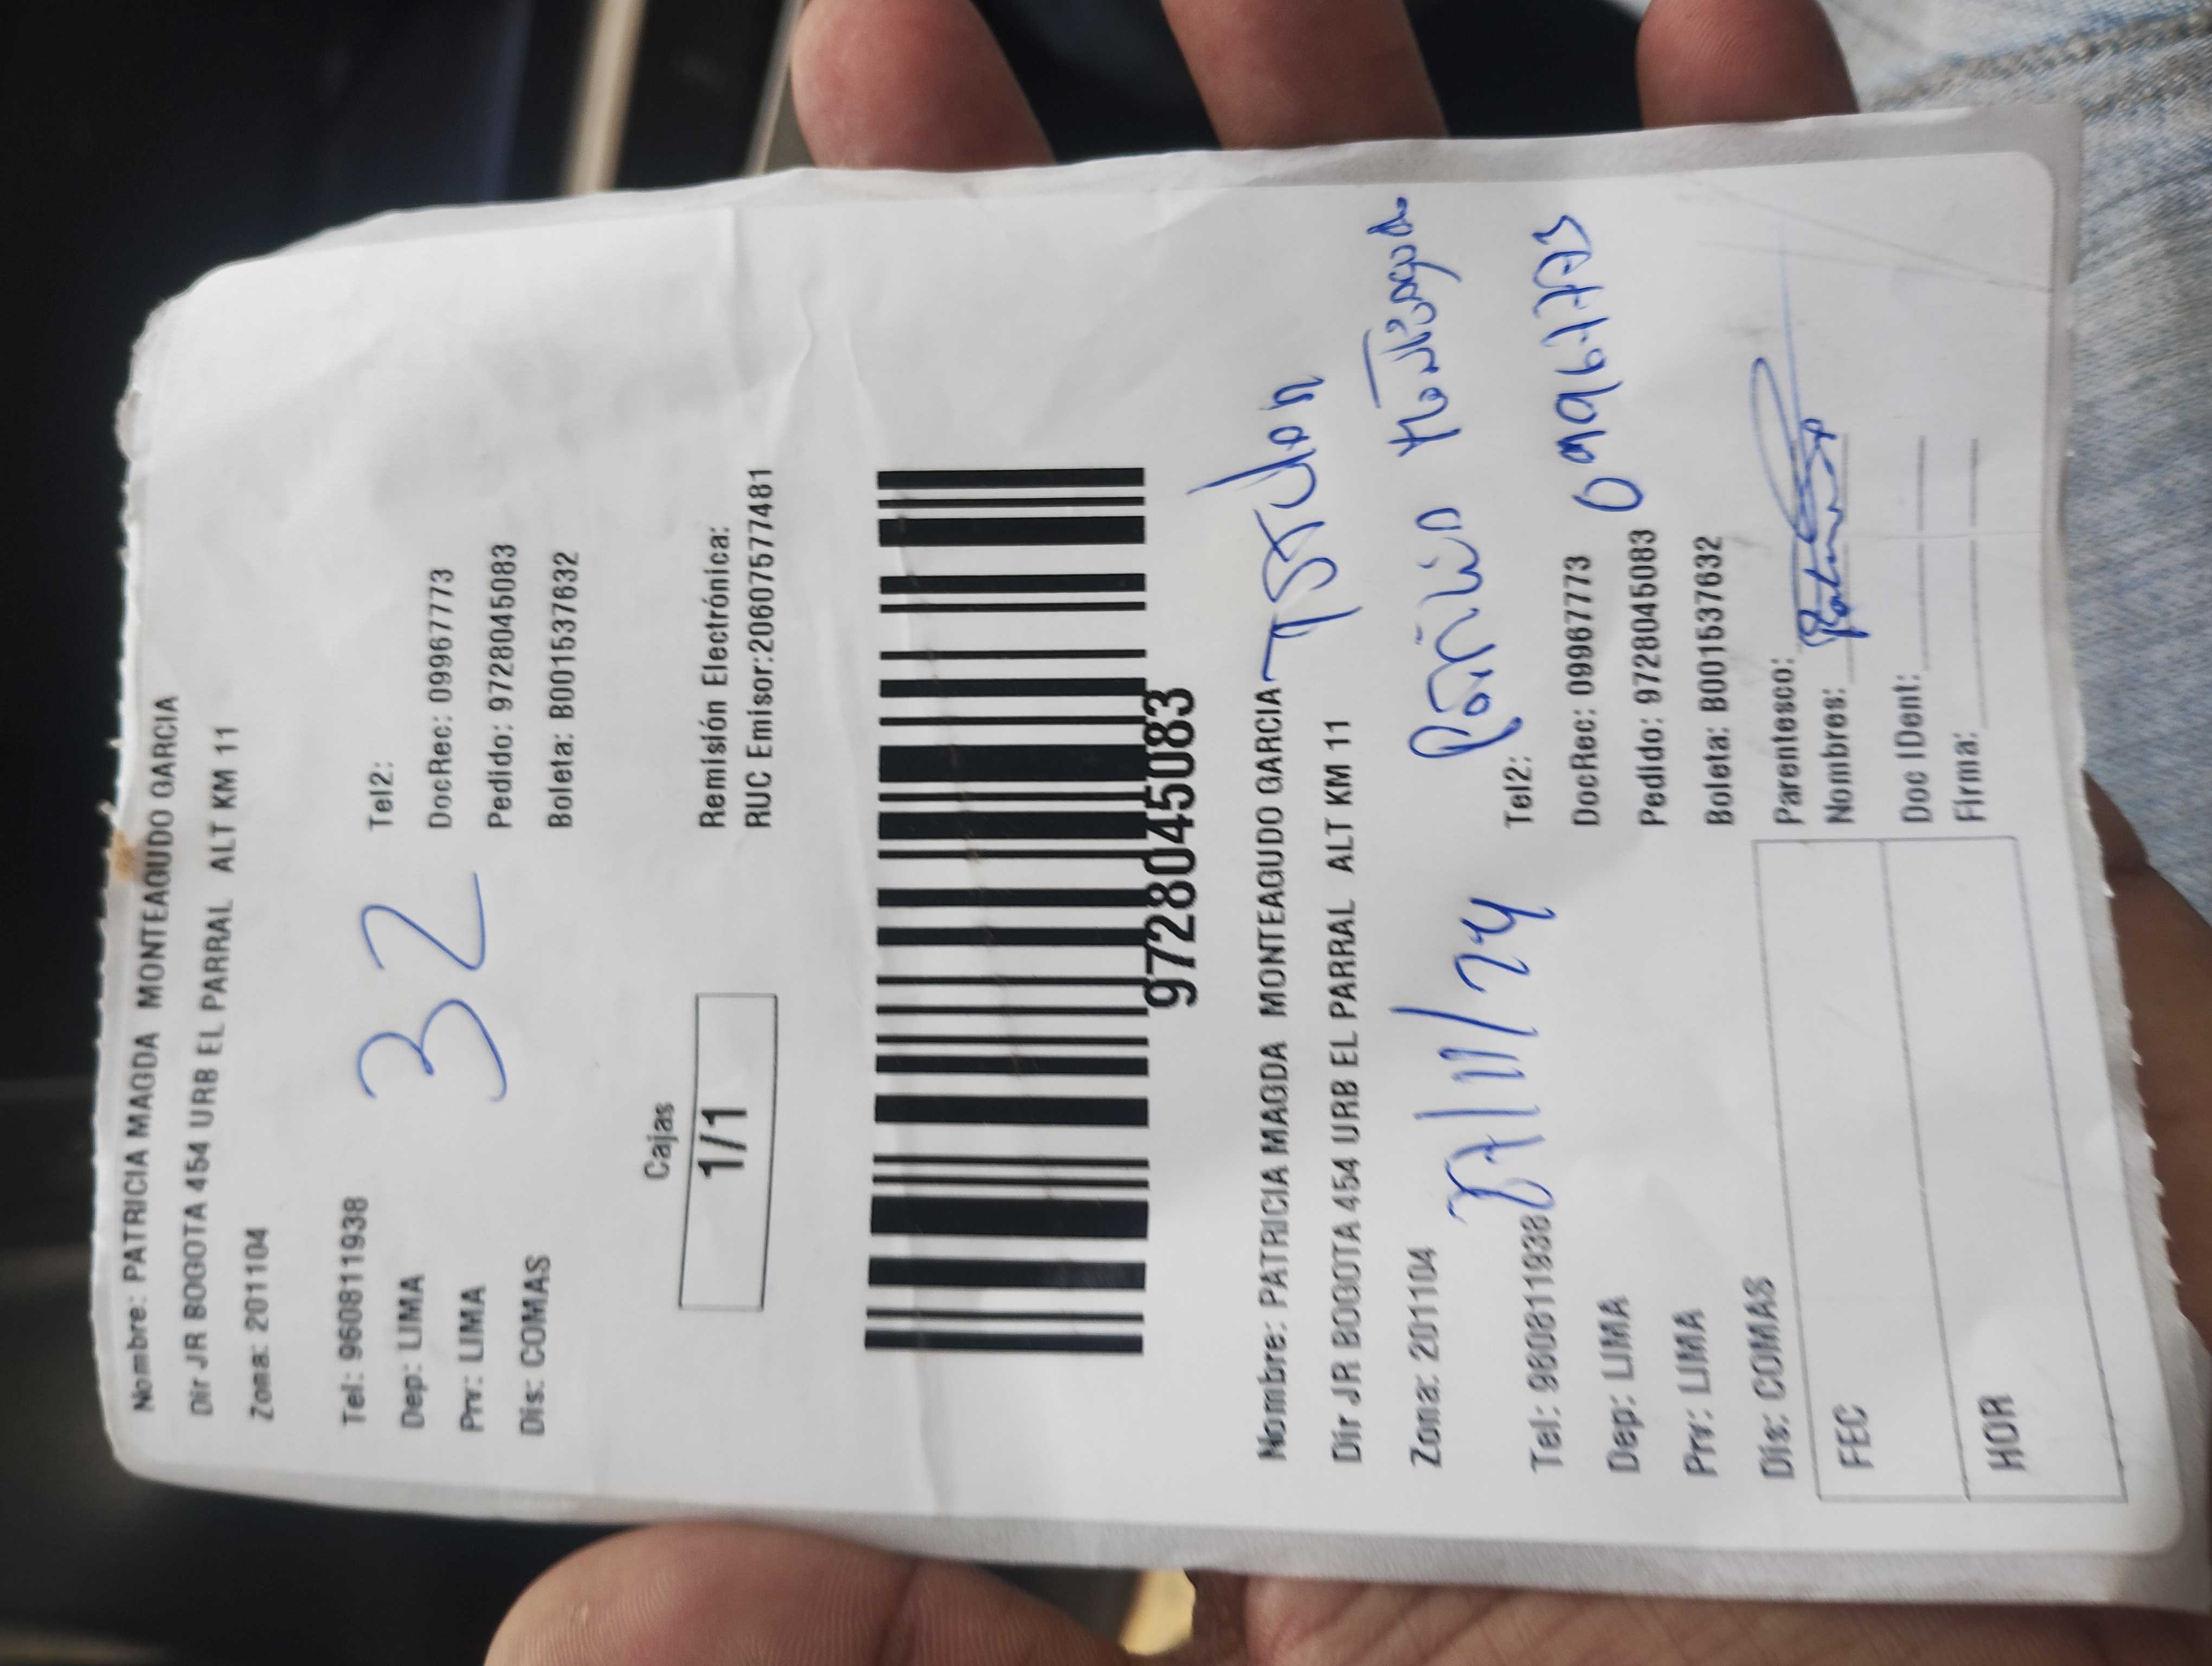 Nombre: PATRICIA MAGDA MONTEAGUDO GARCIA
Dir JR BOGOTA 454 URB EL PARRAL ALT KM 11
Zona: 201104
32
Tel: 960811938 Tel2:
Dep: LIMA DocRec: 09967773
Prv: LIMA Pedido: 9728045083
Dis: COMAS Boleta: B001537632
Cajas
1/1
Remisión Electrónica:
RUC Emisor:20607577481
9728045083
Nombre: PATRICIA MAGDA MONTEAGUDO GARCIA
Dir JR BOGOTA 454 URB EL PARRAL ALT KM 11
Zona: 201104
Tel: 960811938 Tel2:
Dep: LIMA DocRec: 09967773
Prv: LIMA Pedido: 9728045083
Dis: COMAS Boleta: B001537632
Parentesco:
FEC Nombres:
Doc IDent:
HOR Firma: